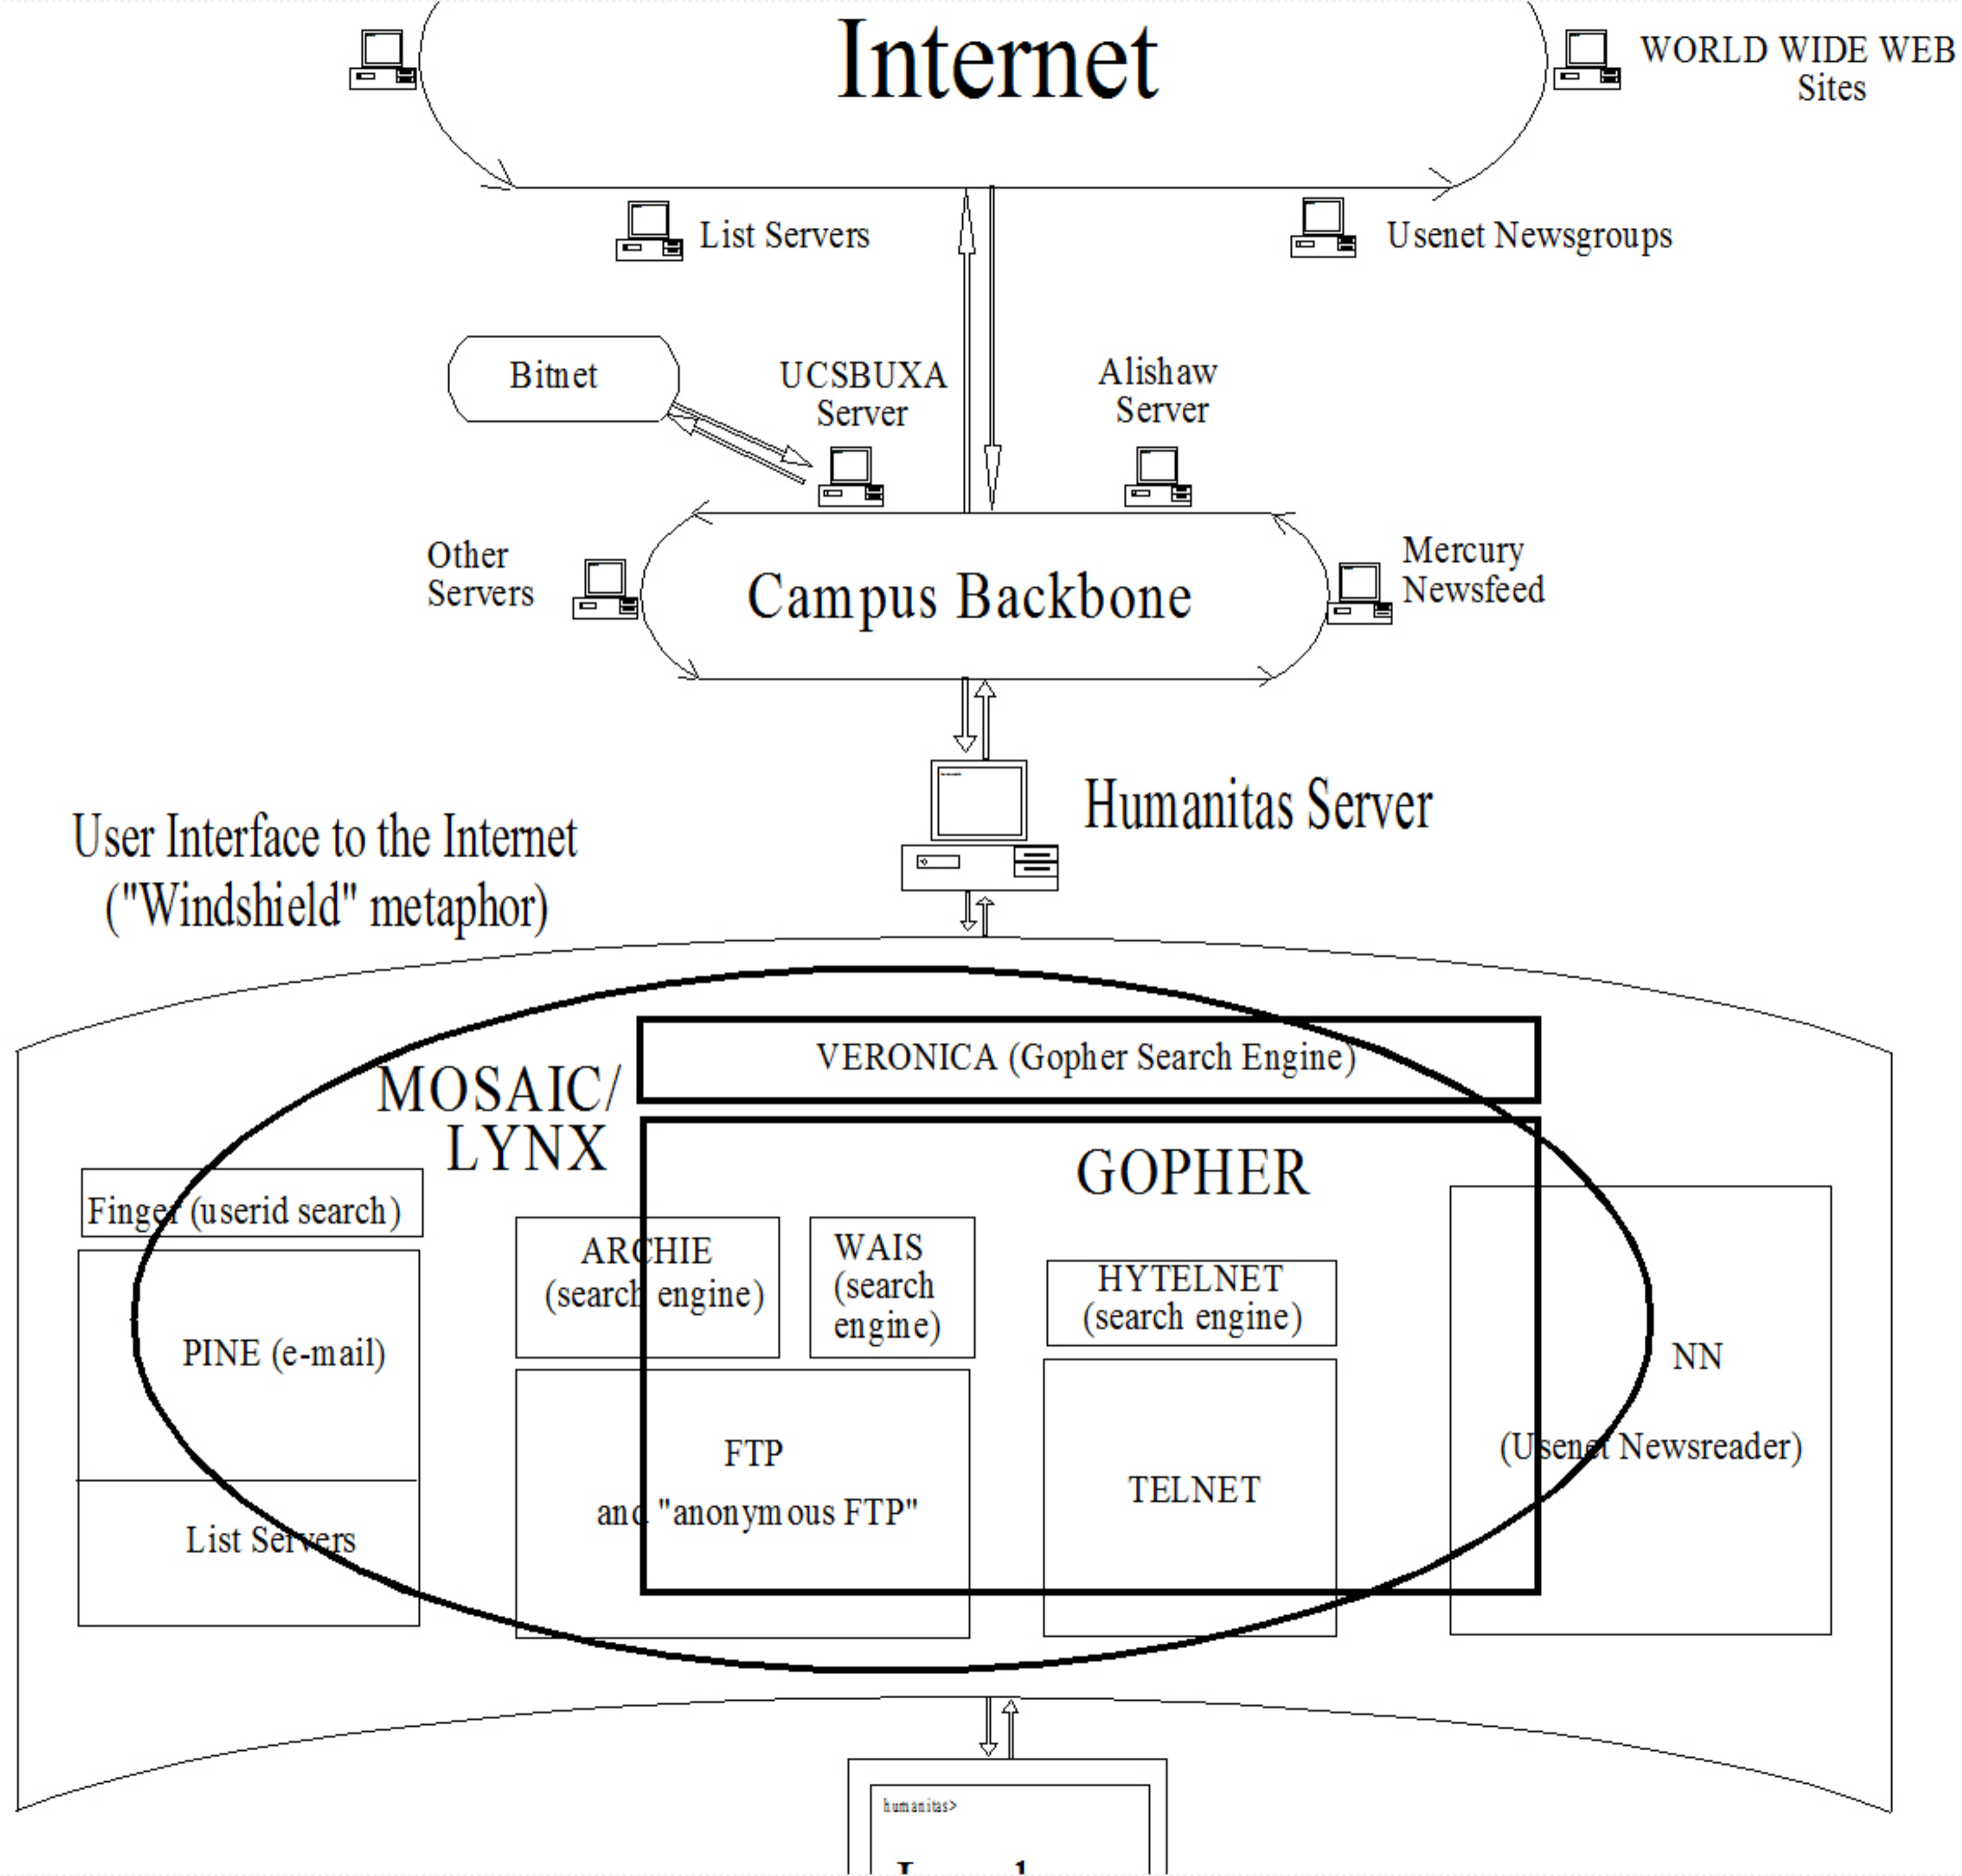 Internet
WORLD WIDE WEB
Sites
List Servers
Usenet Newsgroups
Bitnet
UCSBUXA
Server
Alishaw
Server
Other
Servers
Campus Backbone
Mercury
Newsfeed
Humanitas Server
User Interface to the Internet
("Windshield" metaphor)
VERONICA (Gopher Search Engine)
MOSAIC/
LYNX
GOPHER
Finger (userid search)
ARCHIE
(search engine)
WAIS
(search
engine)
HYTELNET
(search engine)
PINE (e-mail)
NN
(Usenet Newsreader)
FTP
and "anonymous FTP"
TELNET
List Servers
humanitas>